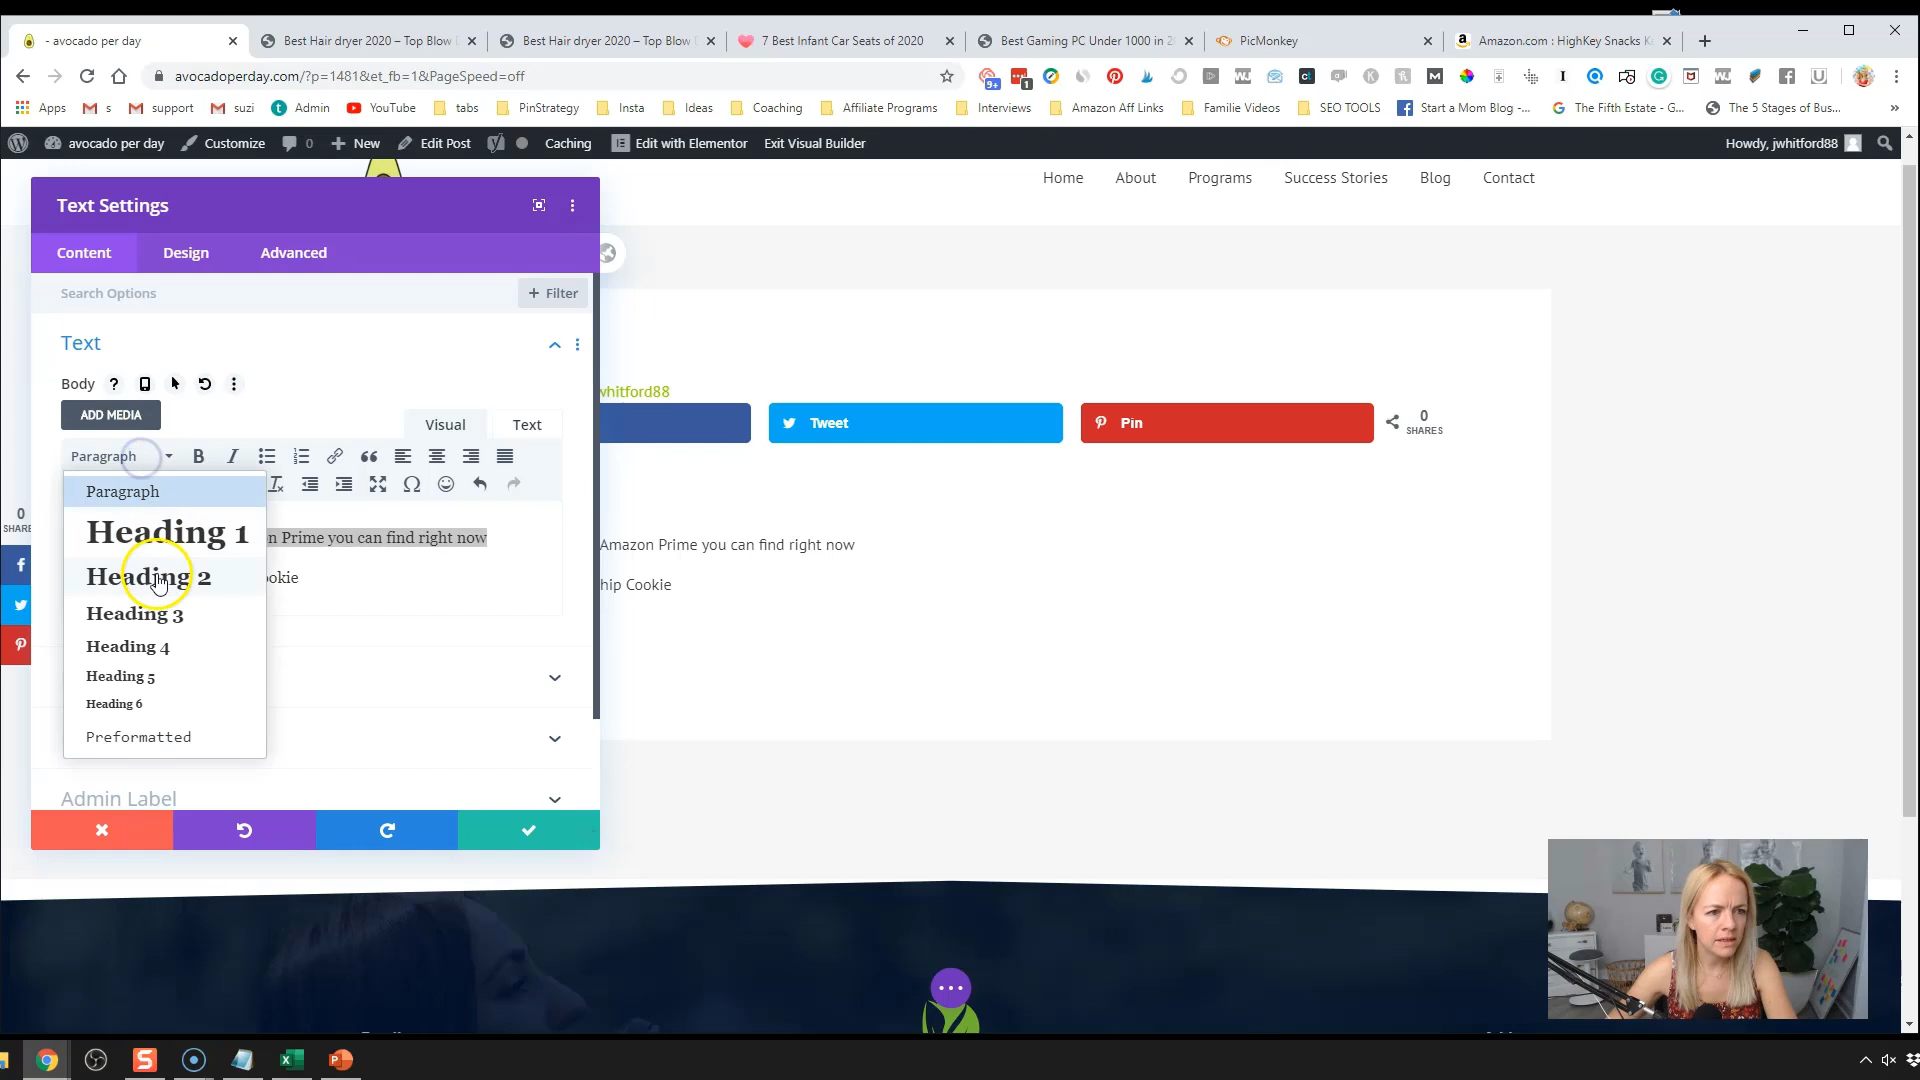 - avocado per day
Best Hair dryer 2020 – Top Blow
Best Hair dryer 2020 – Top Blow
7 Best Infant Car Seats of 2020
Best Gaming PC Under 1000 in 2
PicMonkey
Amazon.com : HighKey Snacks K
avocadoperday.com/?p=1481&et_fb=1&PageSpeed=off
Apps
s
support
suzi
Admin
YouTube
tabs
PinStrategy
Insta
Ideas
Coaching
Affiliate Programs
Interviews
Amazon Aff Links
Familie Videos
SEO TOOLS
Start a Mom Blog -...
The Fifth Estate - G...
The 5 Stages of Bus...
avocado per day
Customize
0
New
Edit Post
Caching
Edit with Elementor
Exit Visual Builder
Howdy, jwhitford88
Home
About
Programs
Success Stories
Blog
Contact
Text Settings
Content
Design
Advanced
Search Options
+ Filter
Text
Body
ADD MEDIA
Visual
Text
Paragraph
Paragraph
Heading 1
Heading 2
Heading 3
Heading 4
Heading 5
Heading 6
Preformatted
n Prime you can find right now
ookie
Admin Label
whitford88
Tweet
Pin
0
SHARES
Amazon Prime you can find right now
hip Cookie
0
SHARE